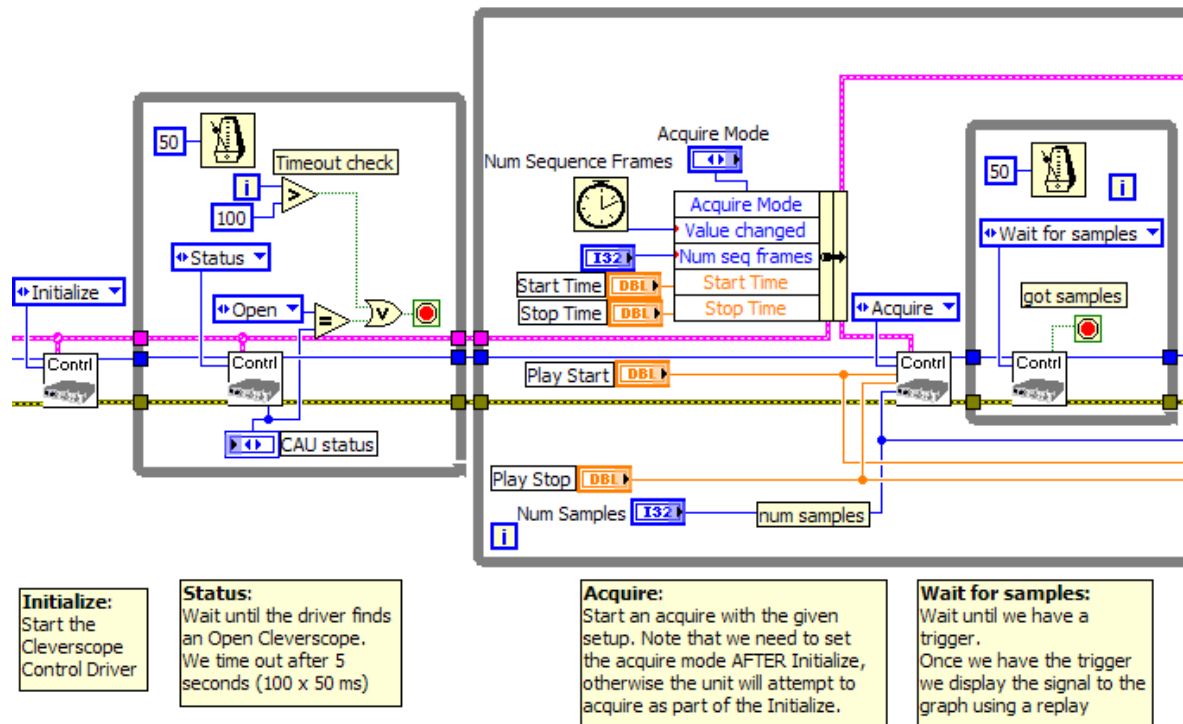 Acquire Mode
50
Timeout check
Num Sequence Frames
50
i
>
i
100
Acquire Mode
Value changed
Wait for samples
Status
I32
Num seq frames
Initialize
Start Time
DBL
Start Time
got samples
Open
=
V
Stop Time
DBL
Stop Time
Acquire
Contrl
Contrl
Contrl
Contrl
Play Start
DBL
CAU status
Play Stop
DBL
Num Samples
I32
num samples
i
Initialize:
Start the
Cleverscope
Control Driver
Status:
Wait until the driver finds
an Open Cleverscope.
We time out after 5
seconds (100 x 50 ms)
Acquire:
Start an acquire with the given
setup. Note that we need to set
the acquire mode AFTER Initialize,
otherwise the unit will attempt to
acquire as part of the Initialize.
Wait for samples:
Wait until we have a
trigger.
Once we have the trigger
we display the signal to the
graph using a replay